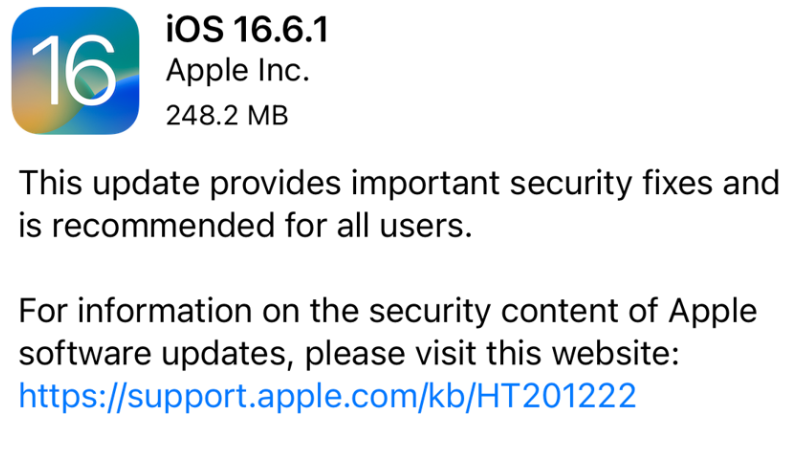 16
iOS 16.6.1
Apple Inc.
248.2 MB
This update provides important security fixes and
is recommended for all users.
For information on the security content of Apple
software updates, please visit this website:
https://support.apple.com/kb/HT201222